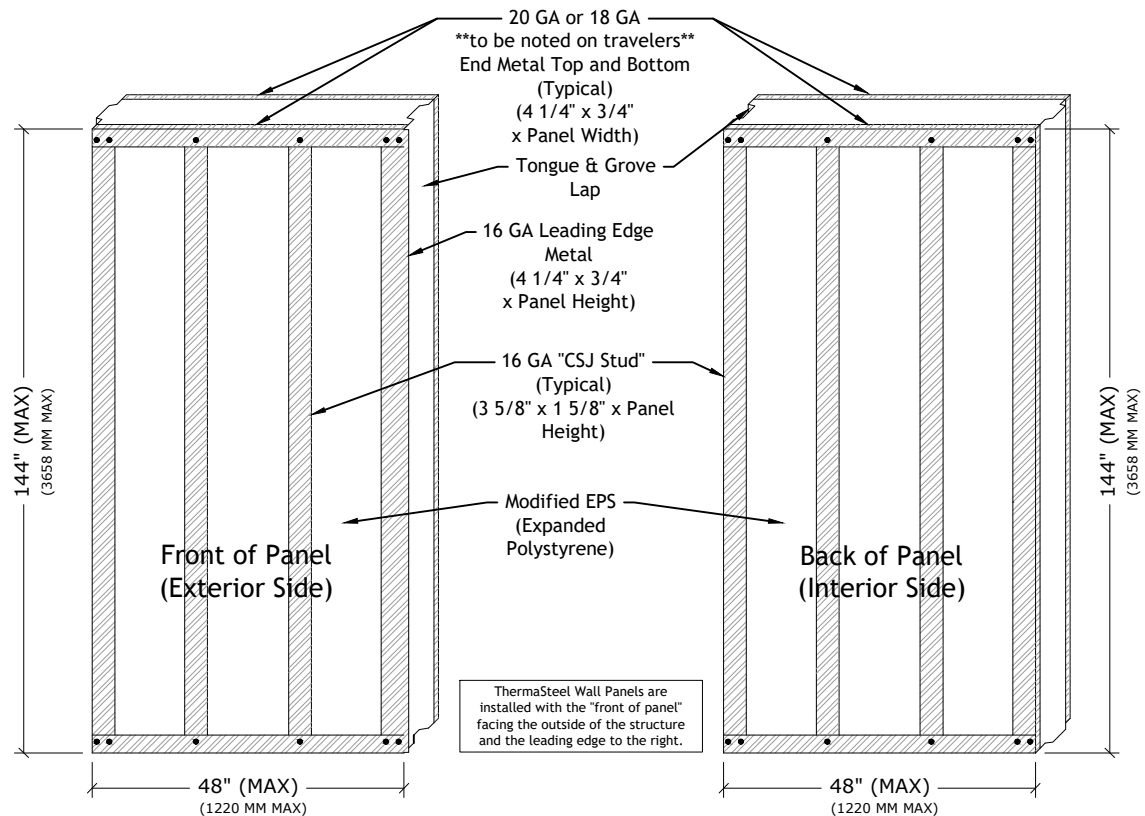 20 GA or 18 GA
**to be noted on travelers**
End Metal Top and Bottom
(Typical)
(4 1/4" x 3/4"
x Panel Width)
Tongue & Grove
Lap
16 GA Leading Edge
Metal
(4 1/4" x 3/4"
x Panel Height)
16 GA "CSJ Stud"
(Typical)
(3 5/8" x 1 5/8" x Panel
Height)
Modified EPS
(Expanded
Polystyrene)
144" (MAX)
(3658 MM MAX)
Front of Panel
(Exterior Side)
48" (MAX)
(1220 MM MAX)
ThermaSteel Wall Panels are
installed with the "front of panel"
facing the outside of the structure
and the leading edge to the right.
Back of Panel
(Interior Side)
144" (MAX)
(3658 MM MAX)
48" (MAX)
(1220 MM MAX)